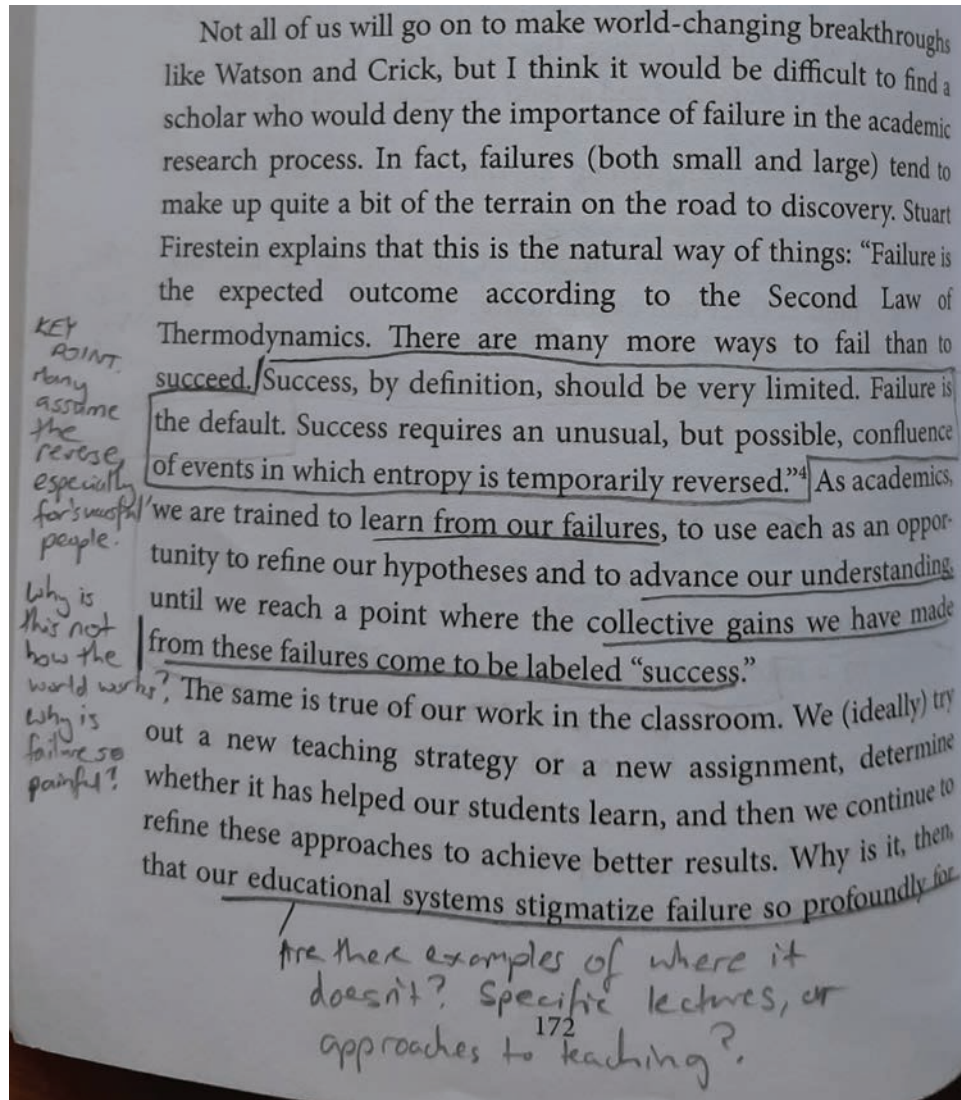 Not all of us will go on to make world-changing breakthroughs
like Watson and Crick, but I think it would be difficult to find a
scholar who would deny the importance of failure in the academic
research process. In fact, failures (both small and large) tend to
make up quite a bit of the terrain on the road to discovery. Stuart
Firestein explains that this is the natural way of things: “Failure is
the expected outcome according to the Second Law of
Thermodynamics. There are many more ways to fail than to
succeed. Success, by definition, should be very limited. Failure is
the default. Success requires an unusual, but possible, confluence
of events in which entropy is temporarily reversed.”4 As academics,
we are trained to learn from our failures, to use each as an oppor-
tunity to refine our hypotheses and to advance our understanding,
until we reach a point where the collective gains we have made
from these failures come to be labeled “success.”
The same is true of our work in the classroom. We (ideally) try
out a new teaching strategy or a new assignment, determine
whether it has helped our students learn, and then we continue to
refine these approaches to achieve better results. Why is it, then,
that our educational systems stigmatize failure so profoundly for
KEY
POINT.
Many
assume
the
reverse,
especially
people.
Why is
this not
how the
world works?
Why is
failure so
painful?
Are there examples of where it
doesn't? Specific lectures, or
172
approaches to teaching?